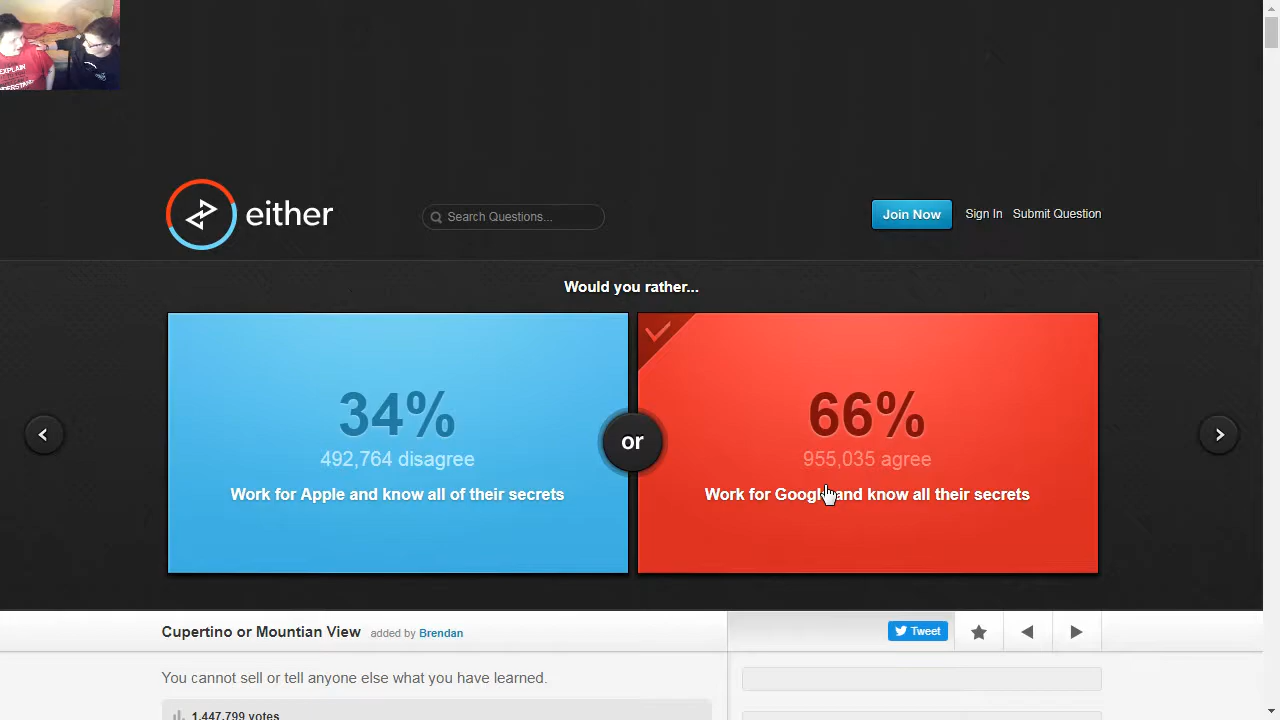 EXPLAIN
either
Search Questions...
Join Now
Sign In
Submit Question
Would you rather...
34%
492,764 disagree
Work for Apple and know all of their secrets
or
66%
955,035 agree
Work for Google and know all their secrets
Cupertino or Mountian View
added by Brendan
Tweet
You cannot sell or tell anyone else what you have learned.
1,447,799 votes